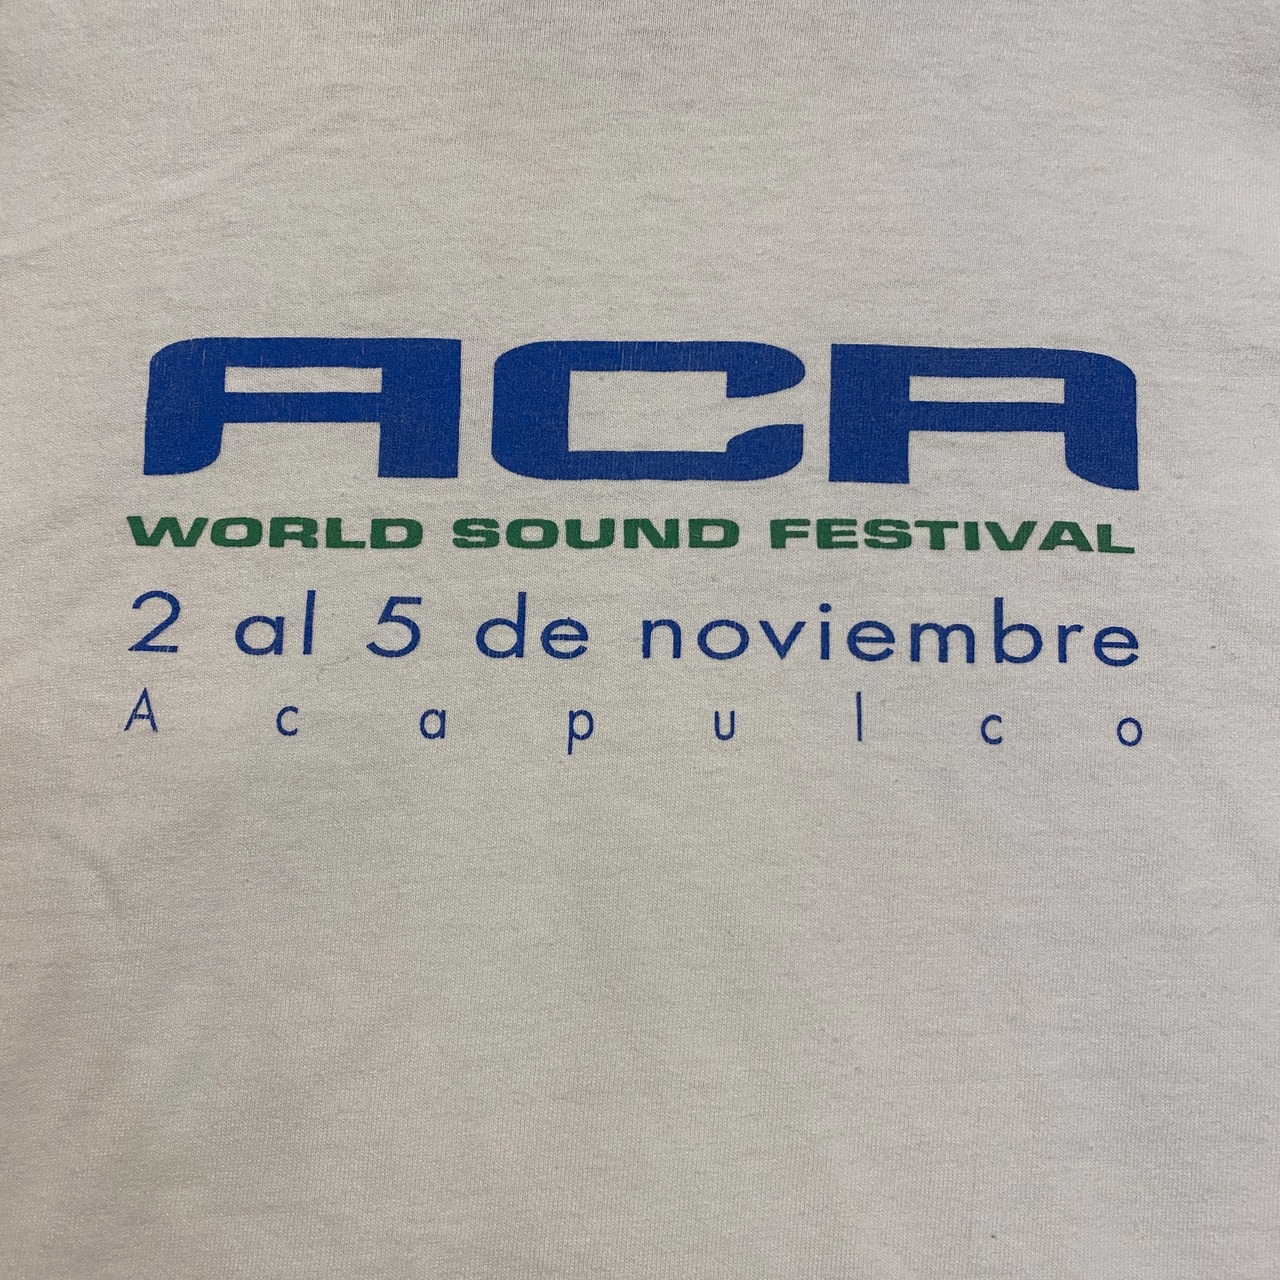 ACA
WORLD SOUND FESTIVAL
2 al 5 de noviembre
Acapulco